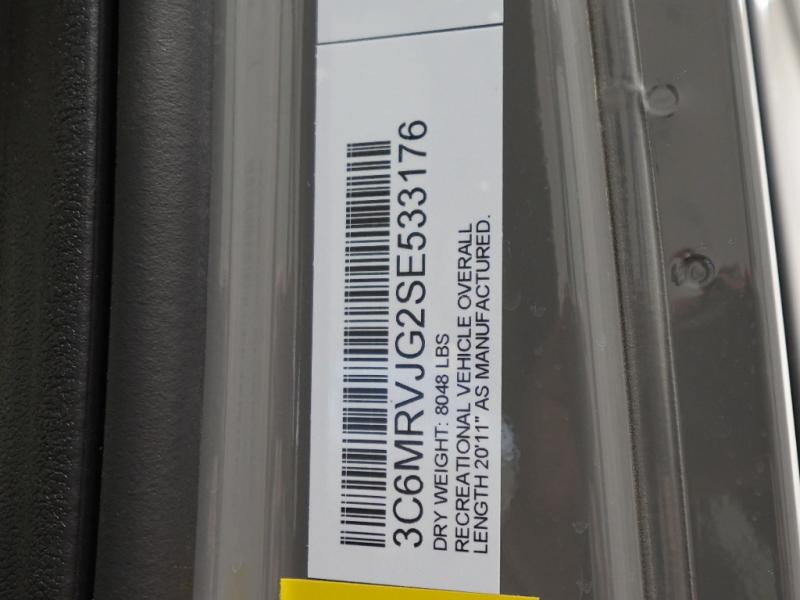 3C6MRVJG2SE533176
DRY WEIGHT: 8048 LBS
RECREATIONAL VEHICLE OVERALL
LENGTH 20'11" AS MANUFACTURED.